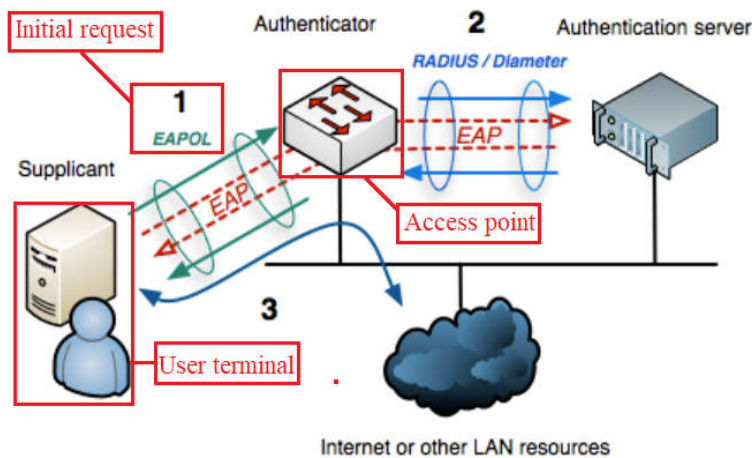 Initial request
Authenticator
2
Authentication server
RADIUS / Diameter
1
EAPOL
EAP
Supplicant
EAP
Access point
3
User terminal
Internet or other LAN resources